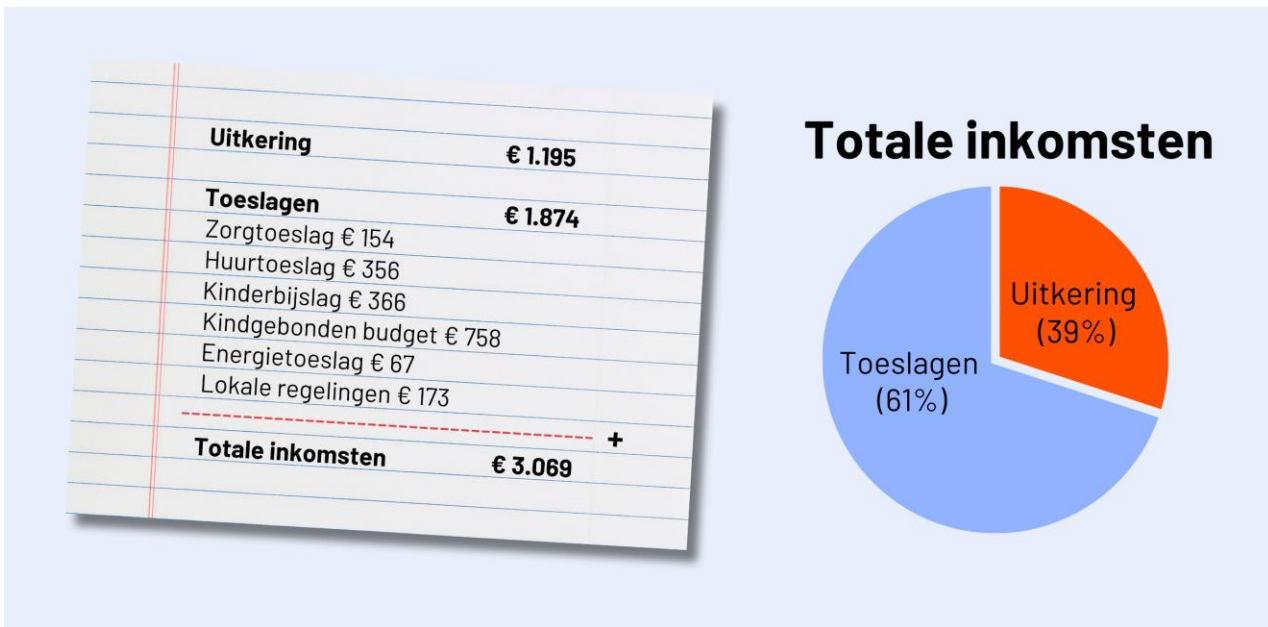 Uitkering € 1.195
Toeslagen € 1.874
Zorgtoeslag € 154
Huurtoeslag € 356
Kinderbijslag € 366
Kindgebonden budget € 758
Energietoeslag € 67
Lokale regelingen € 173
+
Totale inkomsten € 3.069
Totale inkomsten
Uitkering
(39%)
Toeslagen
(61%)